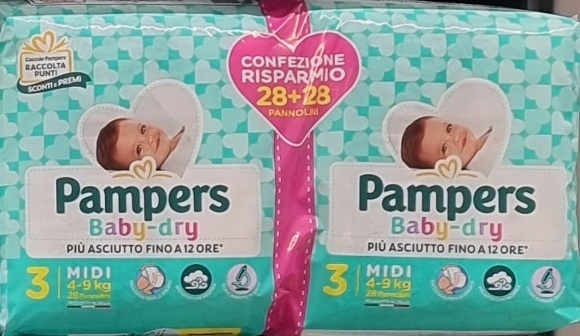 Coccole Pampers
RACCOLTA
PUNTI
SCONTI e PREMI
CONFEZIONE
RISPARMIO
28+28
PANNOLINI
Pampers
Baby-dry
PIÙ ASCIUTTO FINO A 12 ORE*
3 MIDI
4-9 kg
28 Pannolini
Pampers
Baby-dry
PIÙ ASCIUTTO FINO A 12 ORE*
3 MIDI
4-9 kg
28 Pannolini